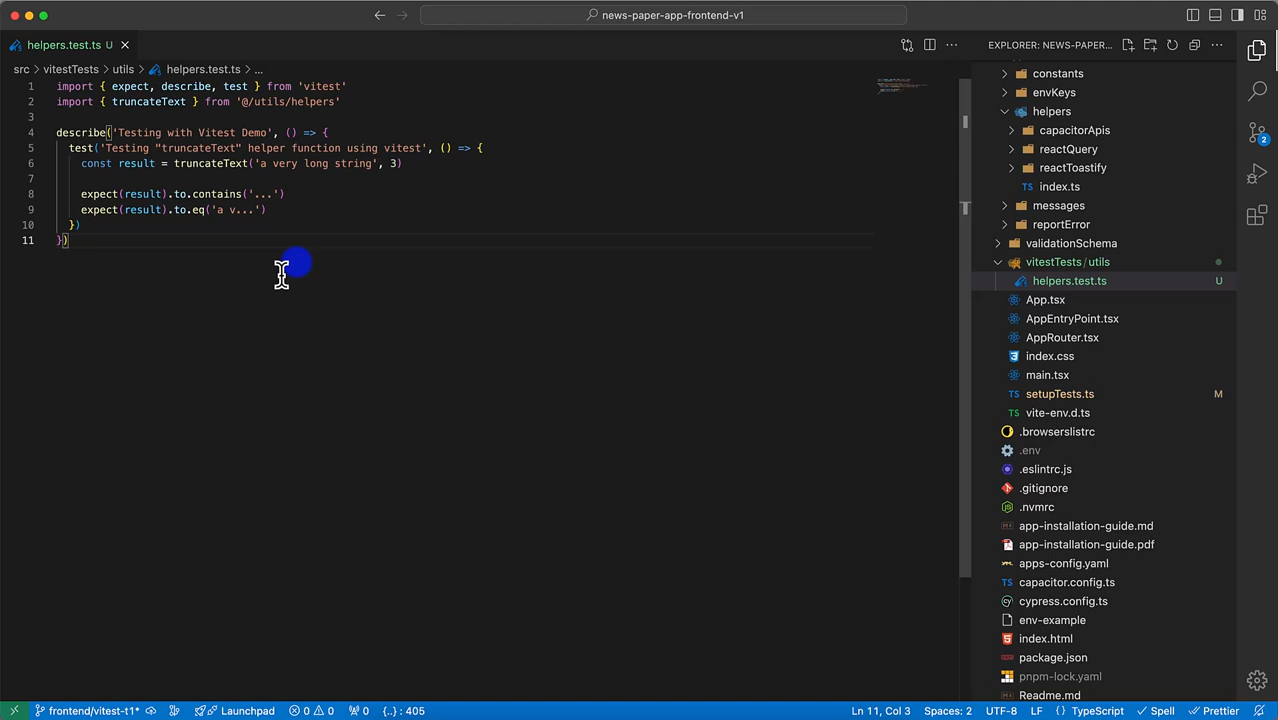 news-paper-app-frontend-v1
helpers.test.ts U
EXPLORER: NEWS-PAPER...
src > vitestTests > utils > helpers.test.ts > ...
1 import { expect, describe, test } from 'vitest'
2 import { truncateText } from '@/utils/helpers'
3
4 describe('Testing with Vitest Demo', () => {
5 test('Testing "truncateText" helper function using vitest', () => {
6 const result = truncateText('a very long string', 3)
7
8 expect(result).to.contains('...')
9 expect(result).to.eq('a v...')
10 })
11 })
constants
envKeys
helpers
capacitorApis
reactQuery
reactToastify
TS index.ts
messages
reportError
validationSchema
vitestTests / utils
helpers.test.ts U
App.tsx
AppEntryPoint.tsx
AppRouter.tsx
index.css
main.tsx
TS setupTests.ts M
TS vite-env.d.ts
.browserslistrc
.env
.eslintrc.js
.gitignore
.nvmrc
app-installation-guide.md
app-installation-guide.pdf
apps-config.yaml
TS capacitor.config.ts
cypress.config.ts
env-example
index.html
package.json
pnpm-lock.yaml
Readme.md
2
frontend/vitest-t1* Launchpad 0 0 0 {..} : 405 Ln 11, Col 3 Spaces: 2 UTF-8 LF { } TypeScript Spell Prettier